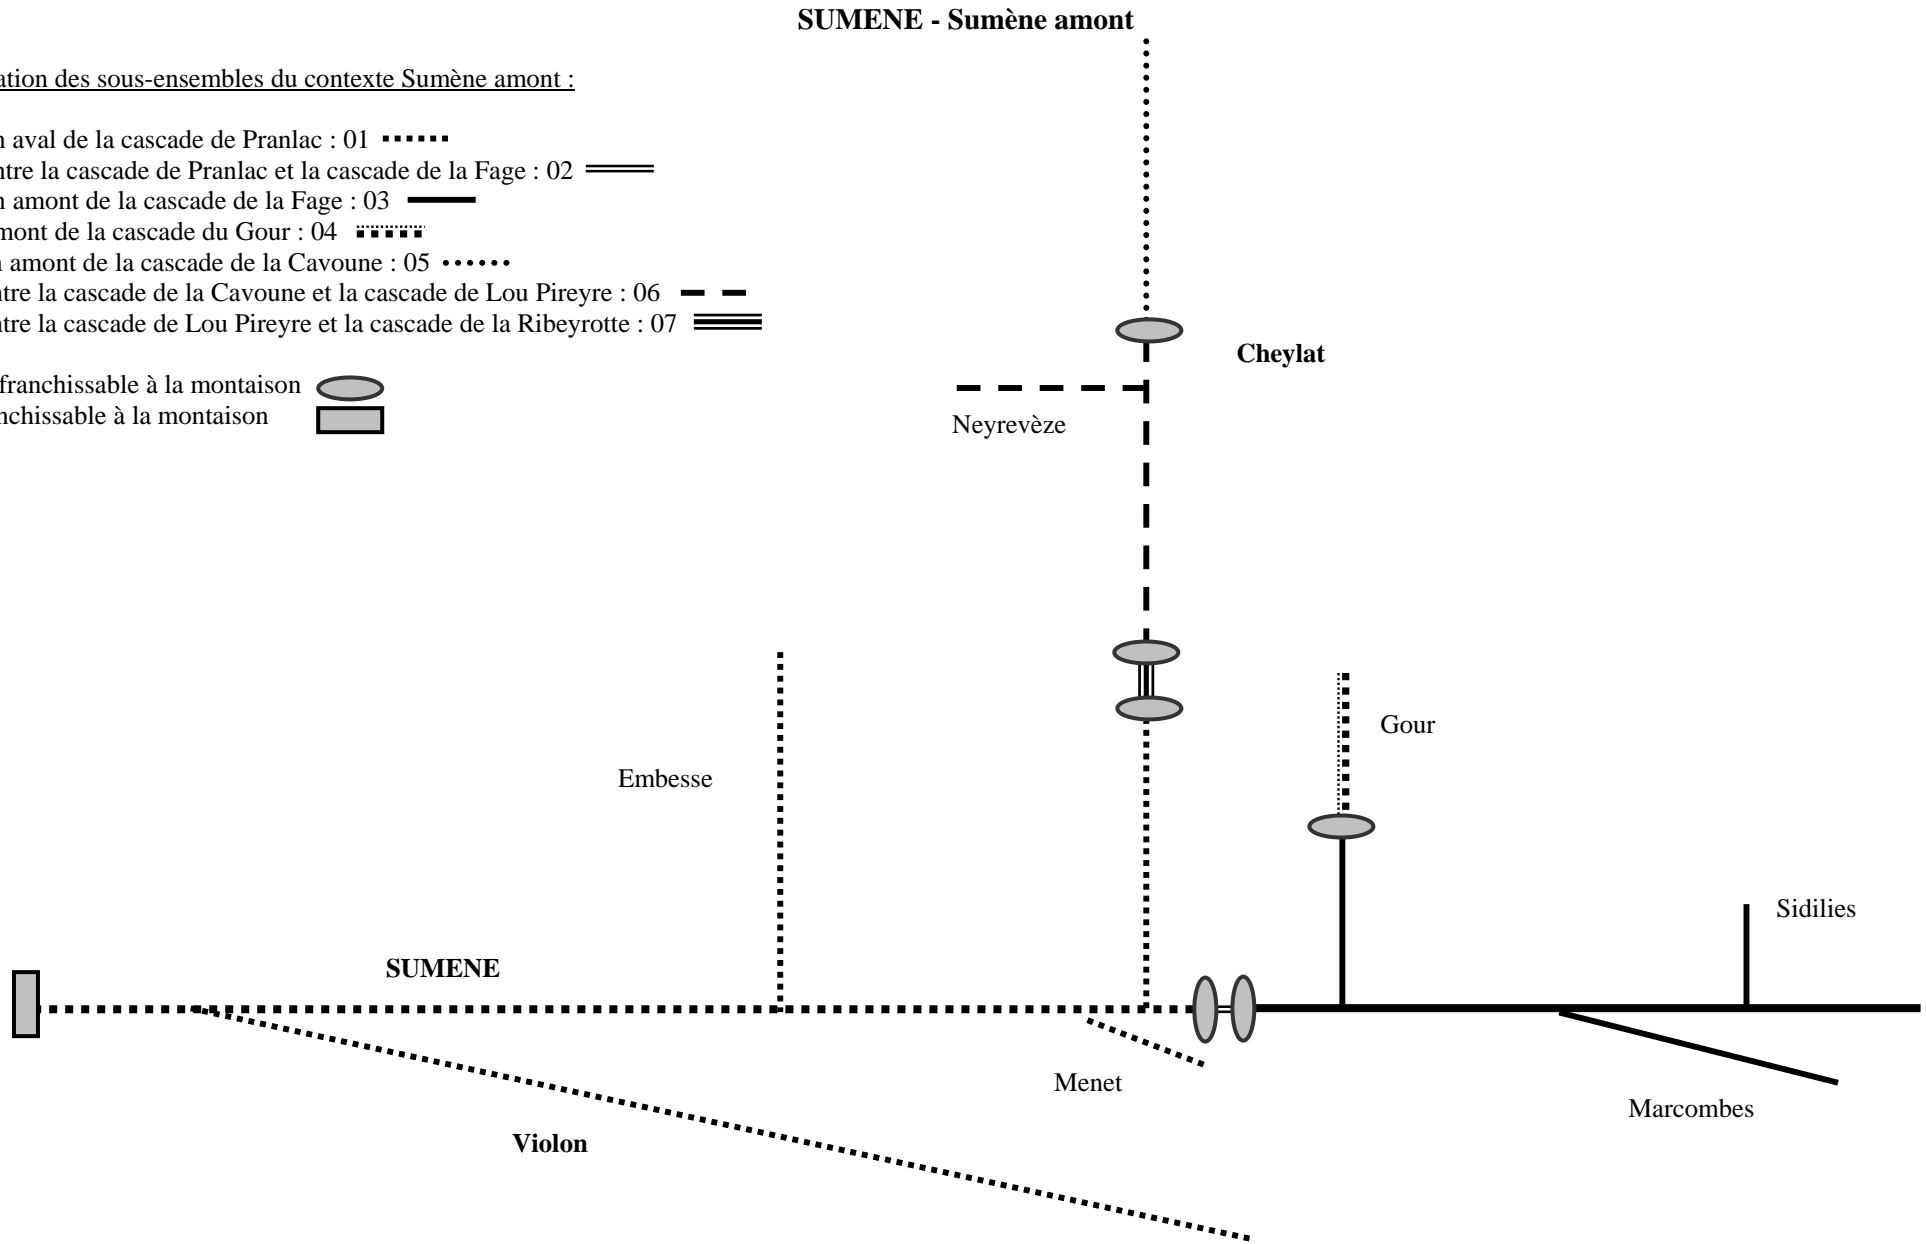 SUMENE - Sumène amont
ation des sous-ensembles du contexte Sumène amont :
n aval de la cascade de Pranlac : 01
ntre la cascade de Pranlac et la cascade de la Fage : 02
n amont de la cascade de la Fage : 03
mont de la cascade du Gour : 04
n amont de la cascade de la Cavoune : 05
ntre la cascade de la Cavoune et la cascade de Lou Pireyre : 06
ntre la cascade de Lou Pireyre et la cascade de la Ribeyrotte : 07
franchissable à la montaison
nchissable à la montaison
Cheylat
Neyrevèze
Gour
Embesse
Sidilies
SUMENE
Menet
Marcombes
Violon